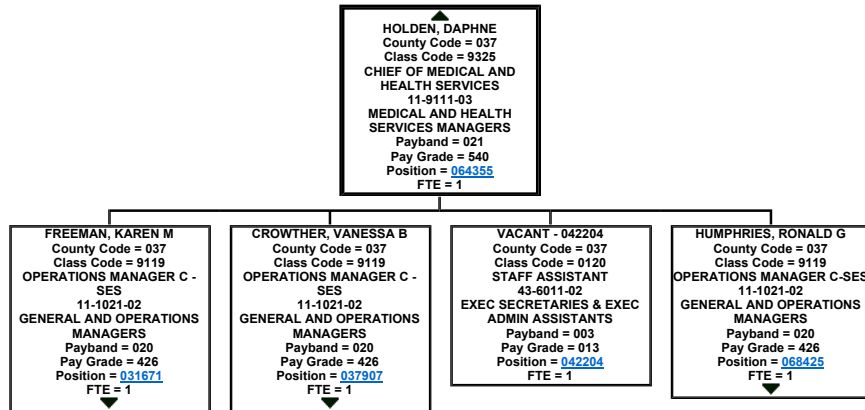 HOLDEN, DAPHNE
County Code = 037
Class Code = 9325
CHIEF OF MEDICAL AND
HEALTH SERVICES
11-9111-03
MEDICAL AND HEALTH
SERVICES MANAGERS
Payband = 021
Pay Grade = 540
Position = 064355
FTE = 1
FREEMAN, KAREN M
County Code = 037
Class Code = 9119
OPERATIONS MANAGER C -
SES
11-1021-02
GENERAL AND OPERATIONS
MANAGERS
Payband = 020
Pay Grade = 426
Position = 031671
FTE = 1
CROWTHER, VANESSA B
County Code = 037
Class Code = 9119
OPERATIONS MANAGER C -
SES
11-1021-02
GENERAL AND OPERATIONS
MANAGERS
Payband = 020
Pay Grade = 426
Position = 037907
FTE = 1
VACANT - 042204
County Code = 037
Class Code = 0120
STAFF ASSISTANT
43-6011-02
EXEC SECRETARIES & EXEC
ADMIN ASSISTANTS
Payband = 003
Pay Grade = 013
Position = 042204
FTE = 1
HUMPHRIES, RONALD G
County Code = 037
Class Code = 9119
OPERATIONS MANAGER C-SES
11-1021-02
GENERAL AND OPERATIONS
MANAGERS
Payband = 020
Pay Grade = 426
Position = 068425
FTE = 1